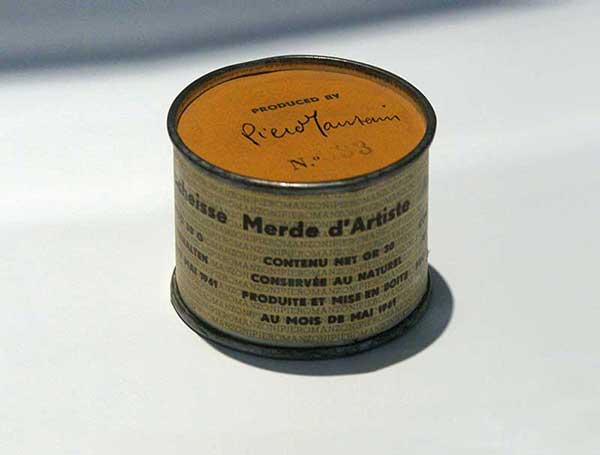 PRODUCED BY
Piero Manzoni
N.º
Merde d'Artiste
CONTENU NET GR 30
CONSERVÉE AU NATUREL
PRODUITE ET MISE EN BOITE
AU MOIS DE MAI 1961